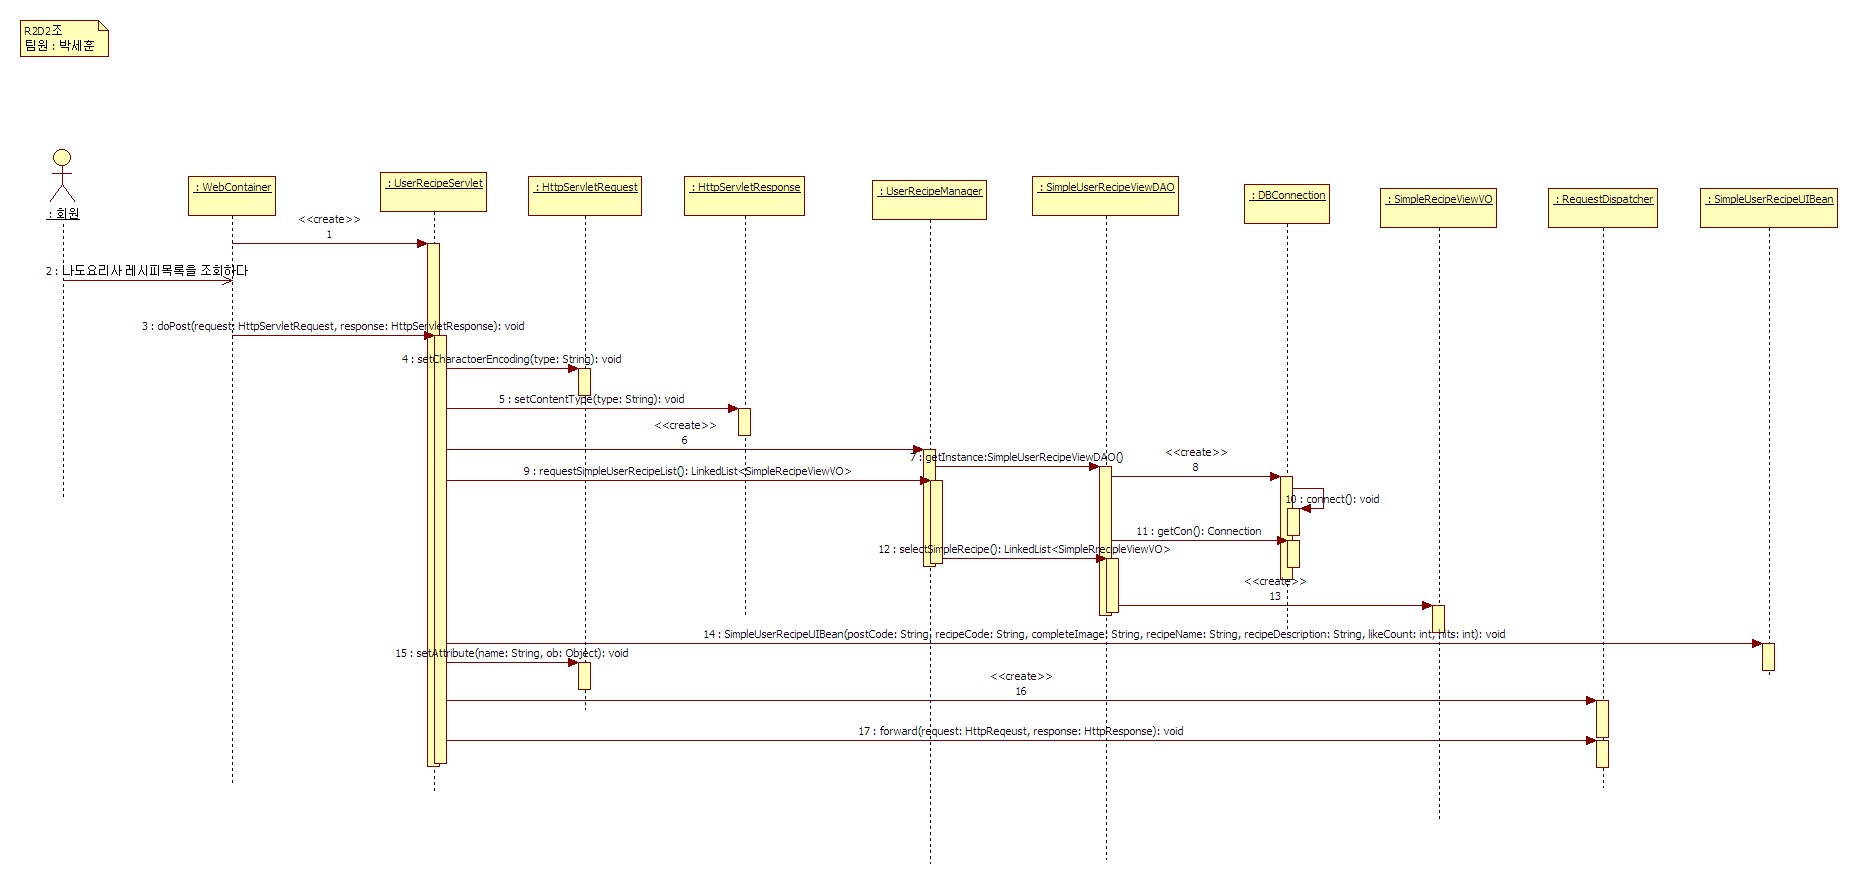 R2D2조
팀원 : 박세훈
: 회원
: WebContainer
: UserRecipeServlet
: HttpServletRequest
: HttpServletResponse
: UserRecipeManager
: SimpleUserRecipeViewDAO
: DBConnection
: SimpleRecipeViewVO
: RequestDispatcher
: SimpleUserRecipeUIBean
<<create>>
1
2 : 나도요리사 레시피목록을 조회하다
3 : doPost(request: HttpServletRequest, response: HttpServletResponse): void
4 : setCharactoerEncoding(type: String): void
5 : setContentType(type: String): void
<<create>>
6
7 : getInstance:SimpleUserRecipeViewDAO()
<<create>>
8
9 : requestSimpleUserRecipeList(): LinkedList<SimpleRecipeViewVO>
10 : connect(): void
11 : getCon(): Connection
12 : selectSimpleRecipe(): LinkedList<SimpleRrecipleViewVO>
<<create>>
13
14 : SimpleUserRecipeUIBean(postCode: String, recipeCode: String, completeImage: String, recipeName: String, recipeDescription: String, likeCount: int, hits: int): void
15 : setAttribute(name: String, ob: Object): void
<<create>>
16
17 : forward(request: HttpReqeust, response: HttpResponse): void